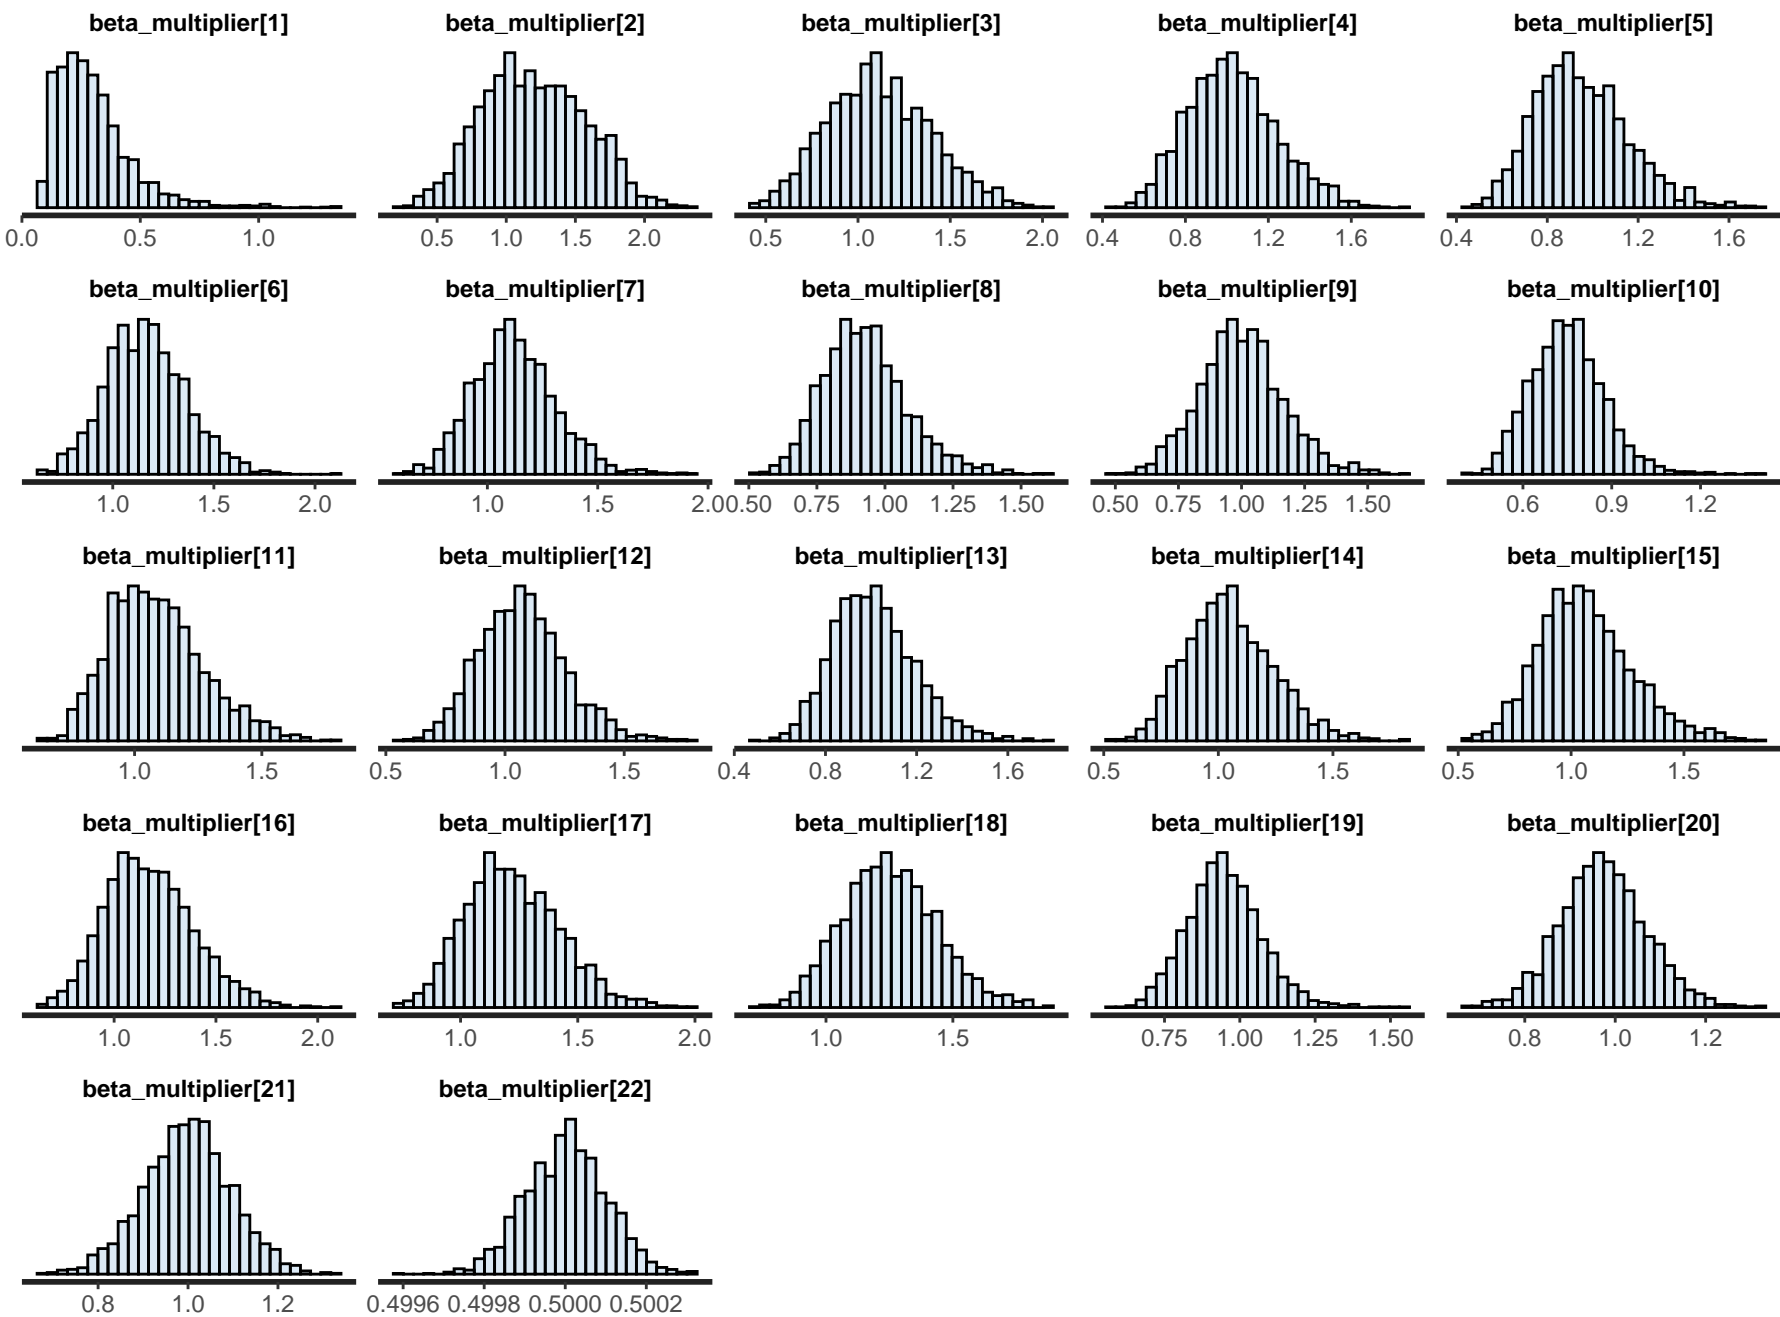 beta_multiplier[1] beta_multiplier[2] beta_multiplier[3] beta_multiplier[4] beta_multiplier[5]
0.0 0.5 1.0 0.5 1.0 1.5 2.0 0.5 1.0 1.5 2.0 0.4 0.8 1.2 1.6 0.4 0.8 1.2 1.6
beta_multiplier[6] beta_multiplier[7] beta_multiplier[8] beta_multiplier[9] beta_multiplier[10]
1.0 1.5 2.0 1.0 1.5 2.0 0.50 0.75 1.00 1.25 1.50 0.50 0.75 1.00 1.25 1.50 0.6 0.9 1.2
beta_multiplier[11] beta_multiplier[12] beta_multiplier[13] beta_multiplier[14] beta_multiplier[15]
1.0 1.5 0.5 1.0 1.5 0.4 0.8 1.2 1.6 0.5 1.0 1.5 0.5 1.0 1.5
beta_multiplier[16] beta_multiplier[17] beta_multiplier[18] beta_multiplier[19] beta_multiplier[20]
1.0 1.5 2.0 1.0 1.5 2.0 1.0 1.5 0.75 1.00 1.25 1.50 0.8 1.0 1.2
beta_multiplier[21] beta_multiplier[22]
0.8 1.0 1.2 0.4996 0.4998 0.5000 0.5002